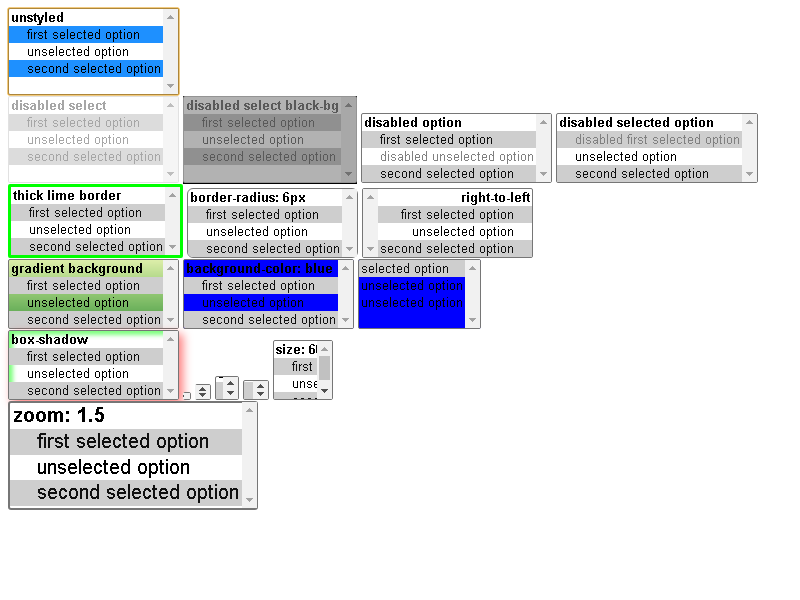 unstyled
first selected option
unselected option
second selected option
disabled select
first selected option
unselected option
second selected option
disabled select black-bg
first selected option
unselected option
second selected option
disabled option
first selected option
disabled unselected option
second selected option
disabled selected option
disabled first selected option
unselected option
second selected option
thick lime border
first selected option
unselected option
second selected option
border-radius: 6px
first selected option
unselected option
second selected option
right-to-left
first selected option
unselected option
second selected option
gradient background
first selected option
unselected option
second selected option
background-color: blue
first selected option
unselected option
second selected option
selected option
unselected option
unselected option
box-shadow
first selected option
unselected option
second selected option
size: 6
first
unse
zoom: 1.5
first selected option
unselected option
second selected option